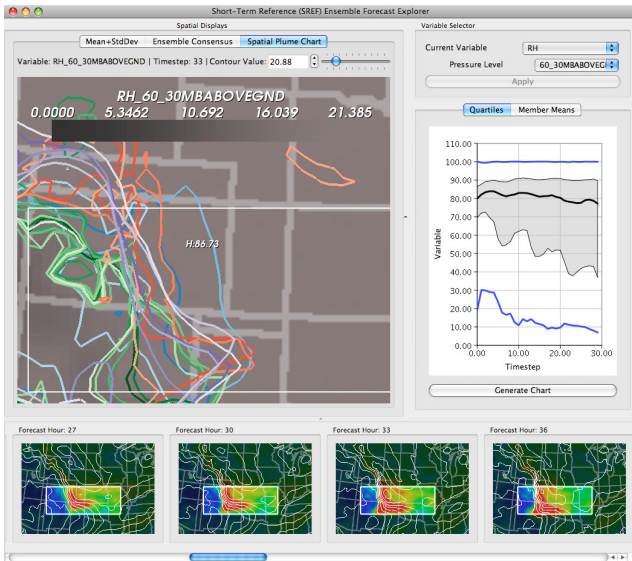 Short-Term Reference (SREF) Ensemble Forecast Explorer
Spatial Displays
Mean+StdDev Ensemble Consensus Spatial Plume Chart
Variable: RH_60_30MBABOVEGND | Timestep: 33 | Contour Value: 20.88
RH_60_30MBABOVEGND
0.0000 5.3462 10.692 16.039 21.385
H:86.73
Variable Selector
Current Variable RH
Pressure Level 60_30MBABOVEG
Apply
Quartiles Member Means
110.00
100.00
90.00
80.00
70.00
60.00
50.00
40.00
30.00
20.00
10.00
0.00
Variable
0.00 10.00 20.00 30.00
Timestep
Generate Chart
Forecast Hour: 27 Forecast Hour: 30 Forecast Hour: 33 Forecast Hour: 36